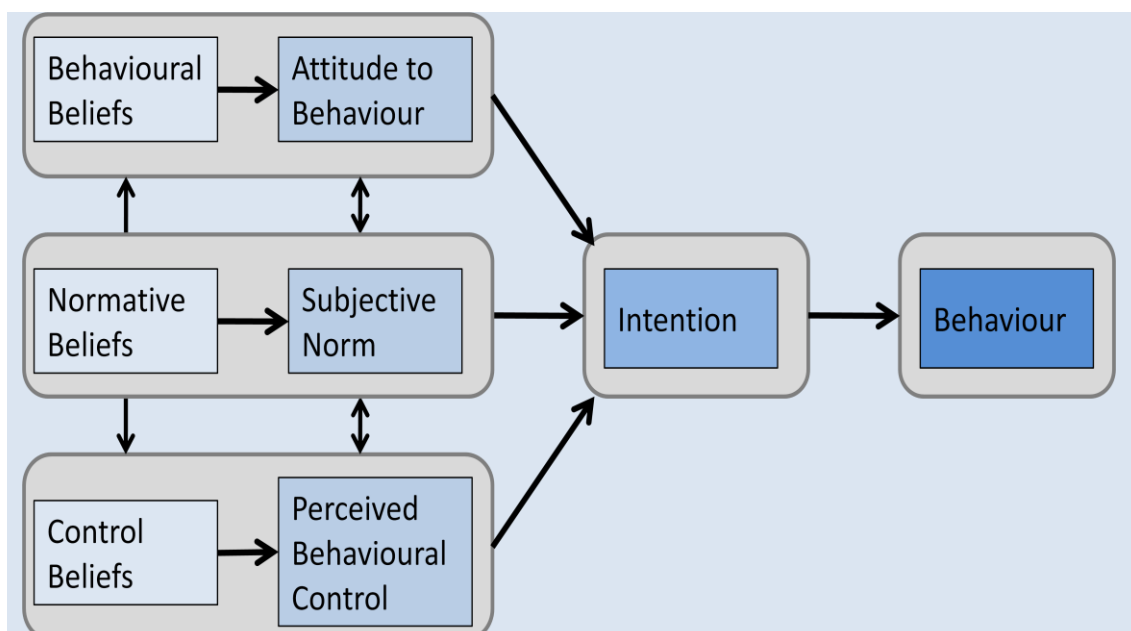 Behavioural
Beliefs
Attitude to
Behaviour
Normative
Beliefs
Subjective
Norm
Intention
Behaviour
Control
Beliefs
Perceived
Behavioural
Control